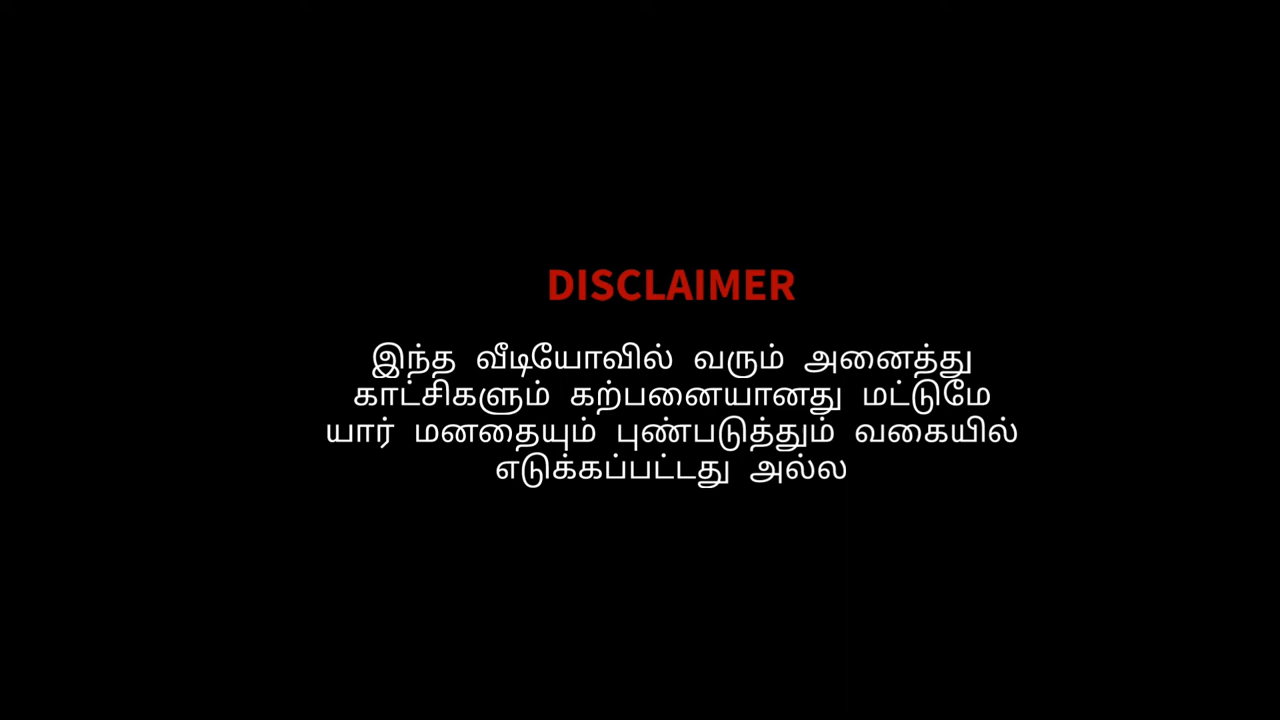 DISCLAIMER
இந்த வீடியோவில் வரும் அனைத்து
காட்சிகளும் கற்பனையானது மட்டுமே
யார் மனதையும் புண்படுத்தும் வகையில்
எடுக்கப்பட்டது அல்ல